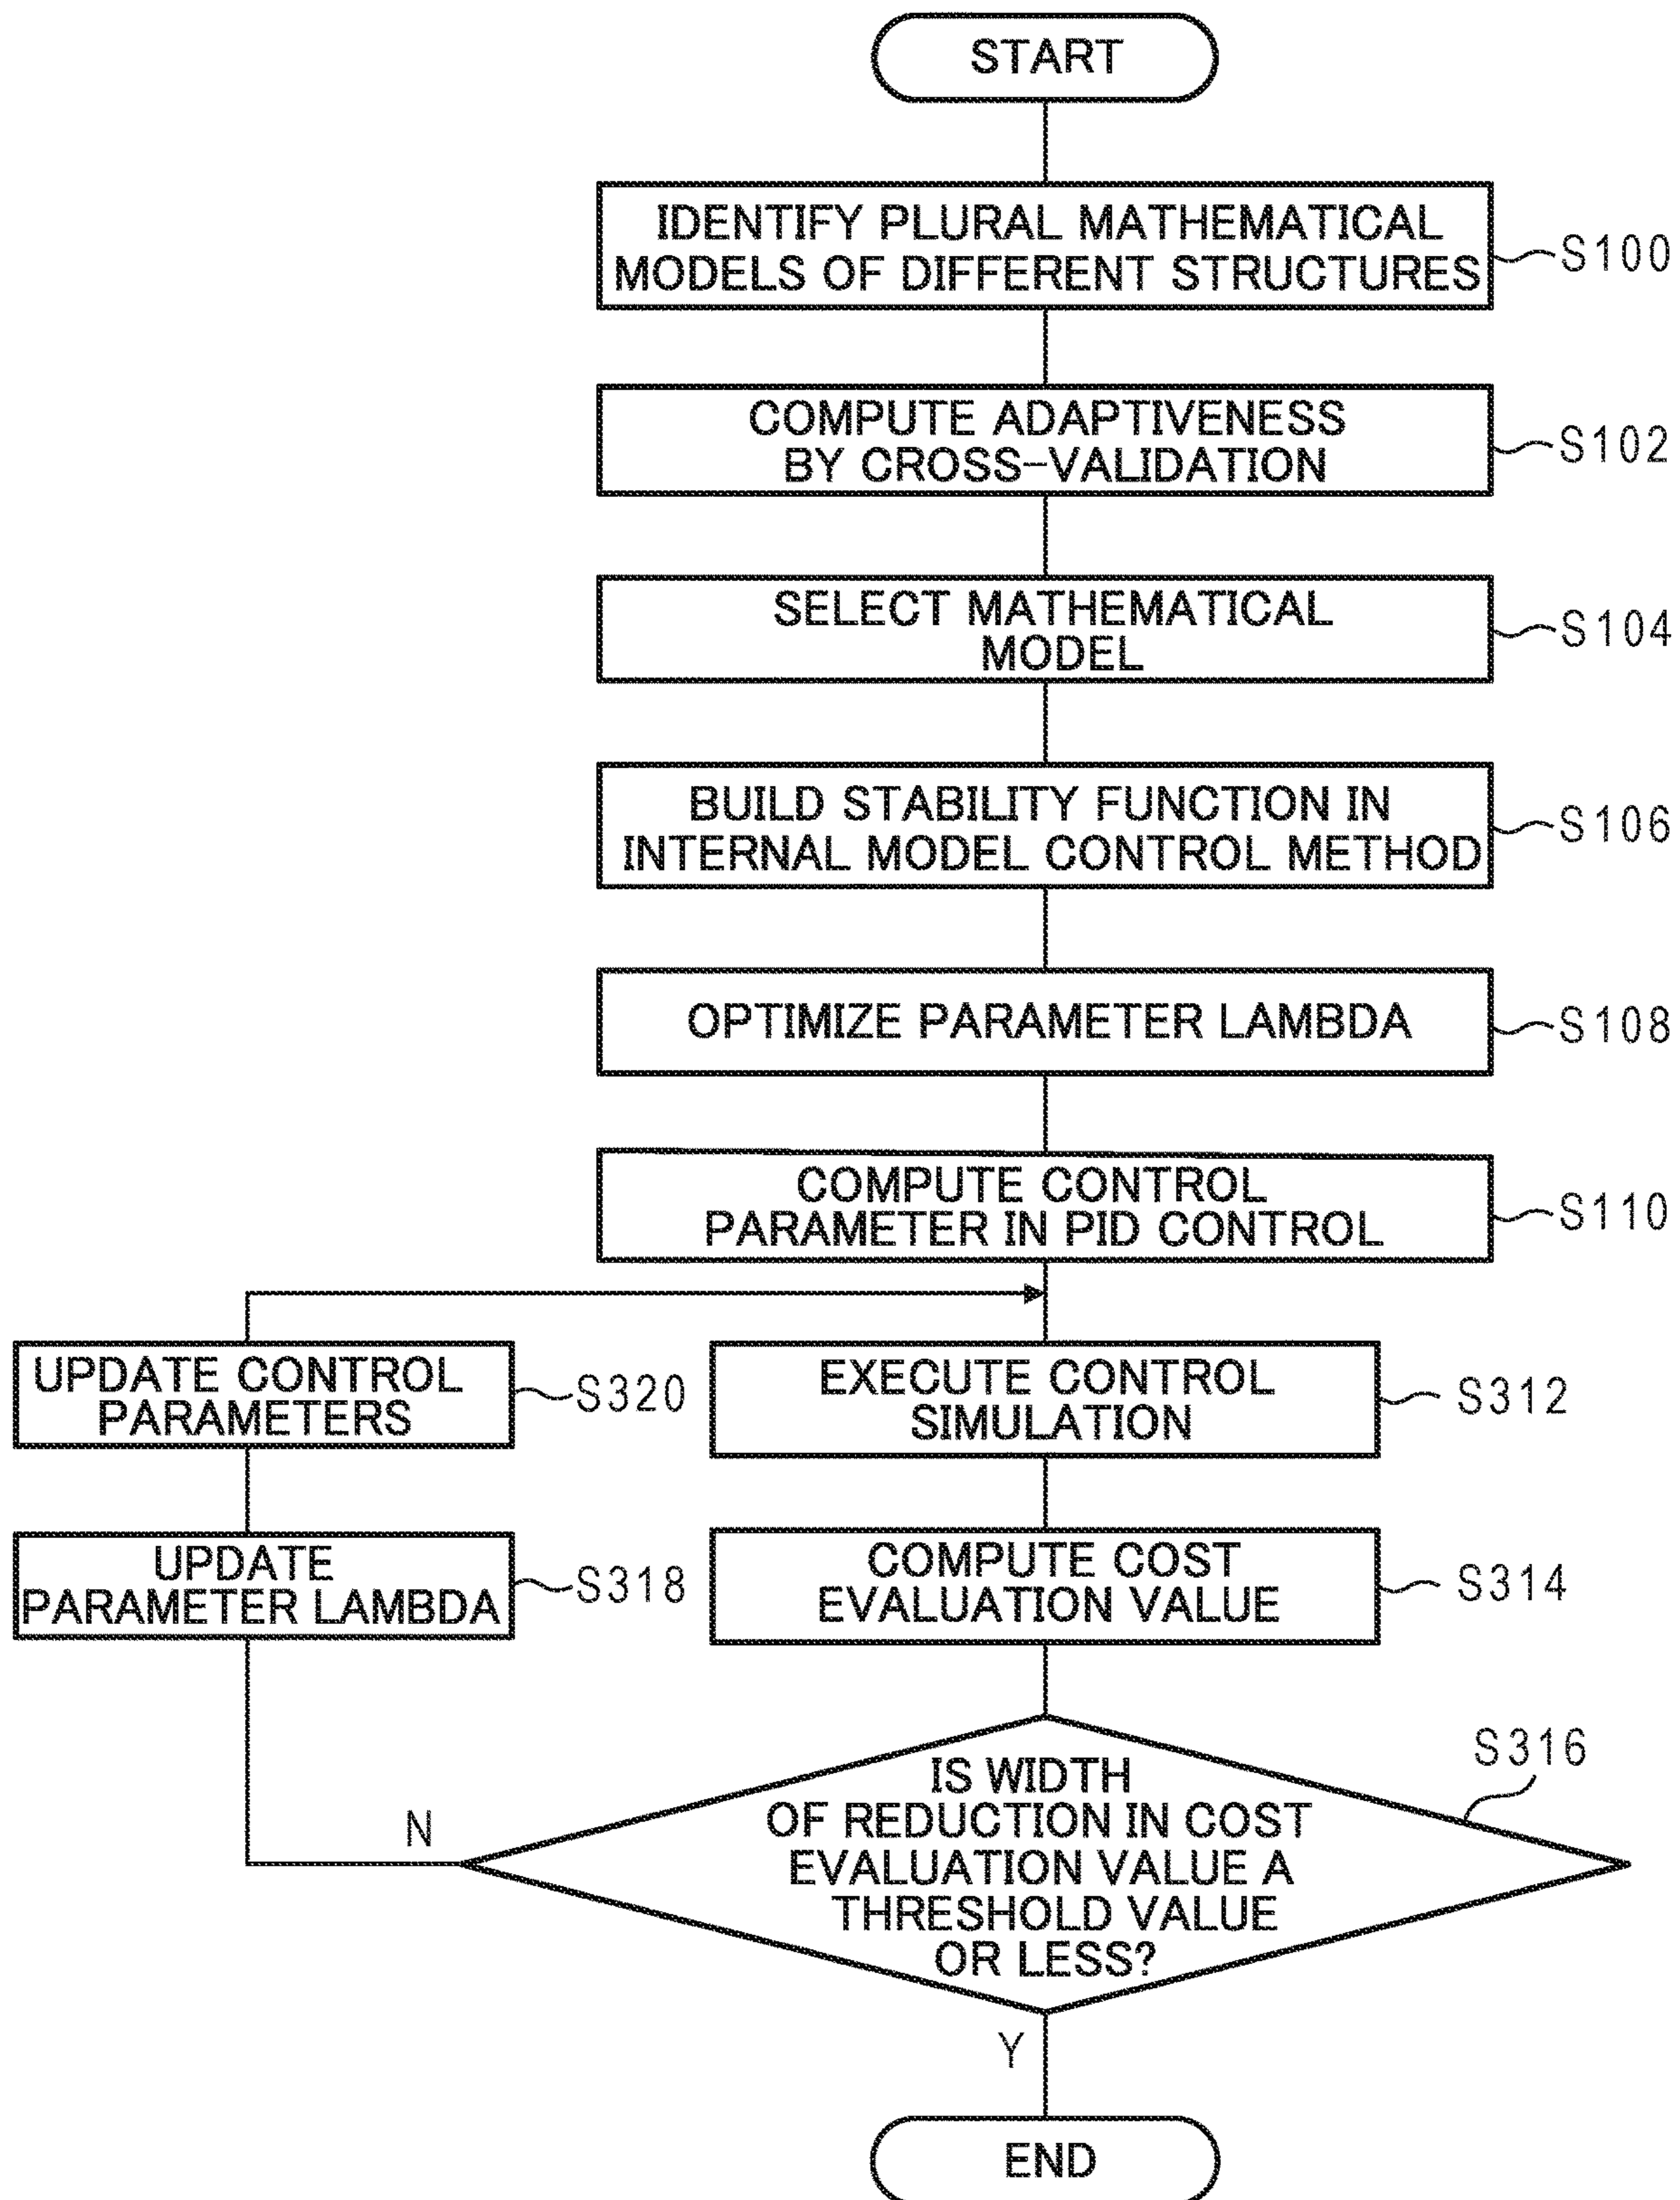 START
IDENTIFY PLURAL MATHEMATICAL
MODELS OF DIFFERENT STRUCTURES
S100
COMPUTE ADAPTIVENESS
BY CROSS-VALIDATION
S102
SELECT MATHEMATICAL
MODEL
S104
BUILD STABILITY FUNCTION IN
INTERNAL MODEL CONTROL METHOD
S106
OPTIMIZE PARAMETER LAMBDA
S108
COMPUTE CONTROL
PARAMETER IN PID CONTROL
S110
UPDATE CONTROL
PARAMETERS
S320
EXECUTE CONTROL
SIMULATION
S312
UPDATE
PARAMETER LAMBDA
S318
COMPUTE COST
EVALUATION VALUE
S314
IS WIDTH
OF REDUCTION IN COST
EVALUATION VALUE A
THRESHOLD VALUE
OR LESS?
S316
N
Y
END